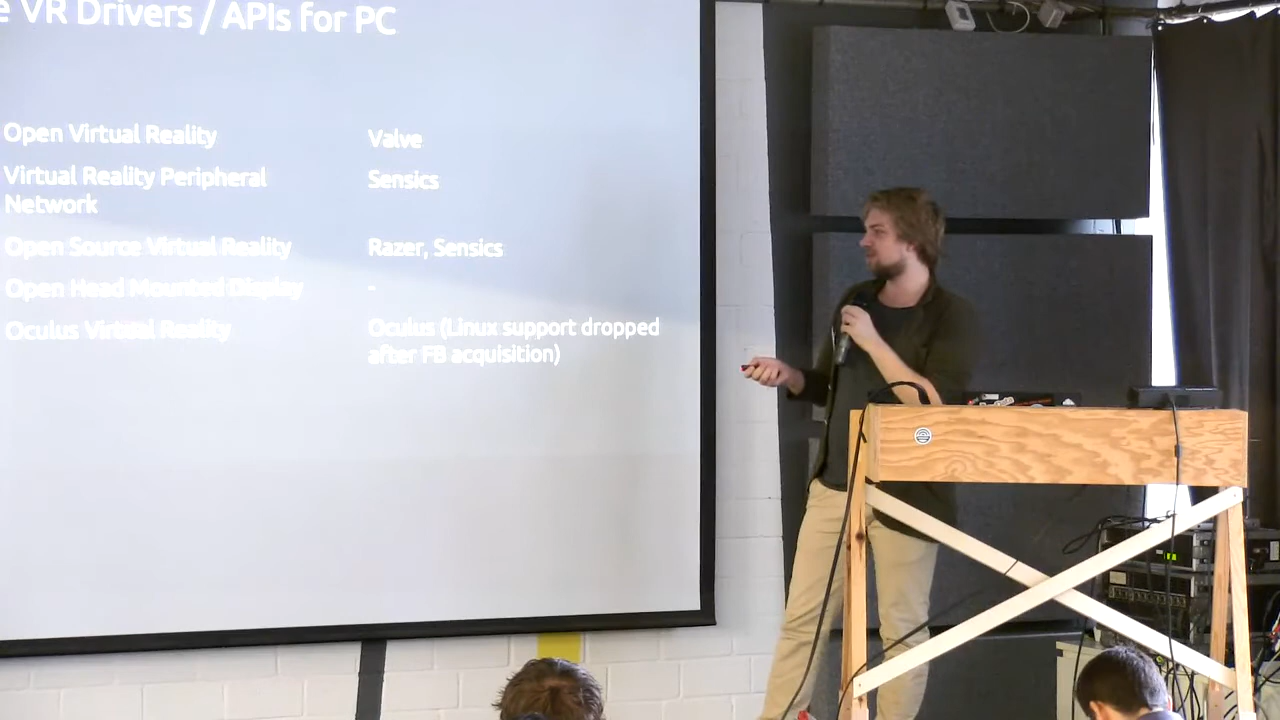 e VR Drivers / APIs for PC
Open Virtual Reality Valve
Virtual Reality Peripheral Sensics
Network
Open Source Virtual Reality Razer, Sensics
Open Head Mounted Display -
Oculus Virtual Reality Oculus (Linux support dropped
after FB acquisition)